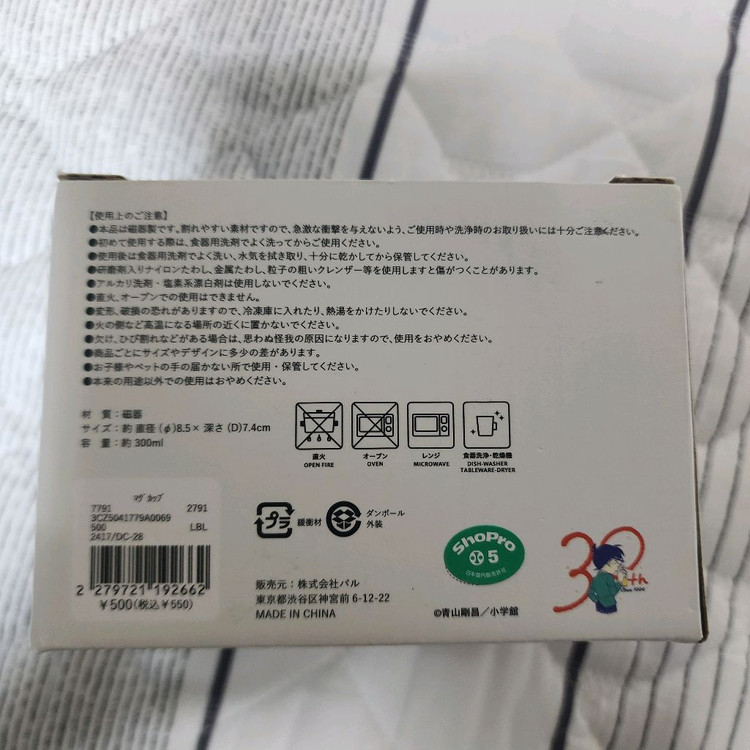 【使用上のご注意】
●本品は磁器製です。割れやすい素材ですので、急激な衝撃を与えないよう、ご使用時や洗浄時のお取り扱いには十分ご注意ください。
●初めて使用する際は、食器用洗剤でよく洗ってからご使用ください。
●使用後は食器用洗剤でよく洗い、水気を拭き取り、十分に乾かしてから保管してください。
●研磨剤入りナイロンたわし、金属たわし、粒子の粗いクレンザー等を使用しますと傷がつくことがあります。
●アルカリ洗剤・塩素系漂白剤は使用しないでください。
●直火、オーブンでの使用はできません。
●変形、破損の恐れがありますので、冷凍庫に入れたり、熱湯をかけたりしないでください。
●火の側など高温になる場所の近くに置かないでください。
●欠け、ひび割れなどがある場合は、思わぬ怪我の原因になりますので、使用をおやめください。
●商品ごとにサイズやデザインに多少の差があります。
●お子様やペットの手の届かない所で使用・保管してください。
●本来の用途以外での使用はおやめください。
材 質：磁器
サイズ：約 直径（φ）8.5× 深さ（D）7.4cm
容 量：約 300ml
直火 オーブン レンジ 食器洗浄・乾燥機
OPEN FIRE OVEN MICROWAVE DISH-WASHER
TABLEWARE-DRYER
マグカップ
7791 2791
3CZ5041779A0069
500 LBL
2417/DC-28
2 279721 192662
￥500(税込￥550)
プラ 緩衝材
ダンボール
外装
販売元：株式会社パル
東京都渋谷区神宮前 6-12-22
MADE IN CHINA
ShoPro
5
日本国内販売許諾
©青山剛昌／小学館
30th
Since 1994